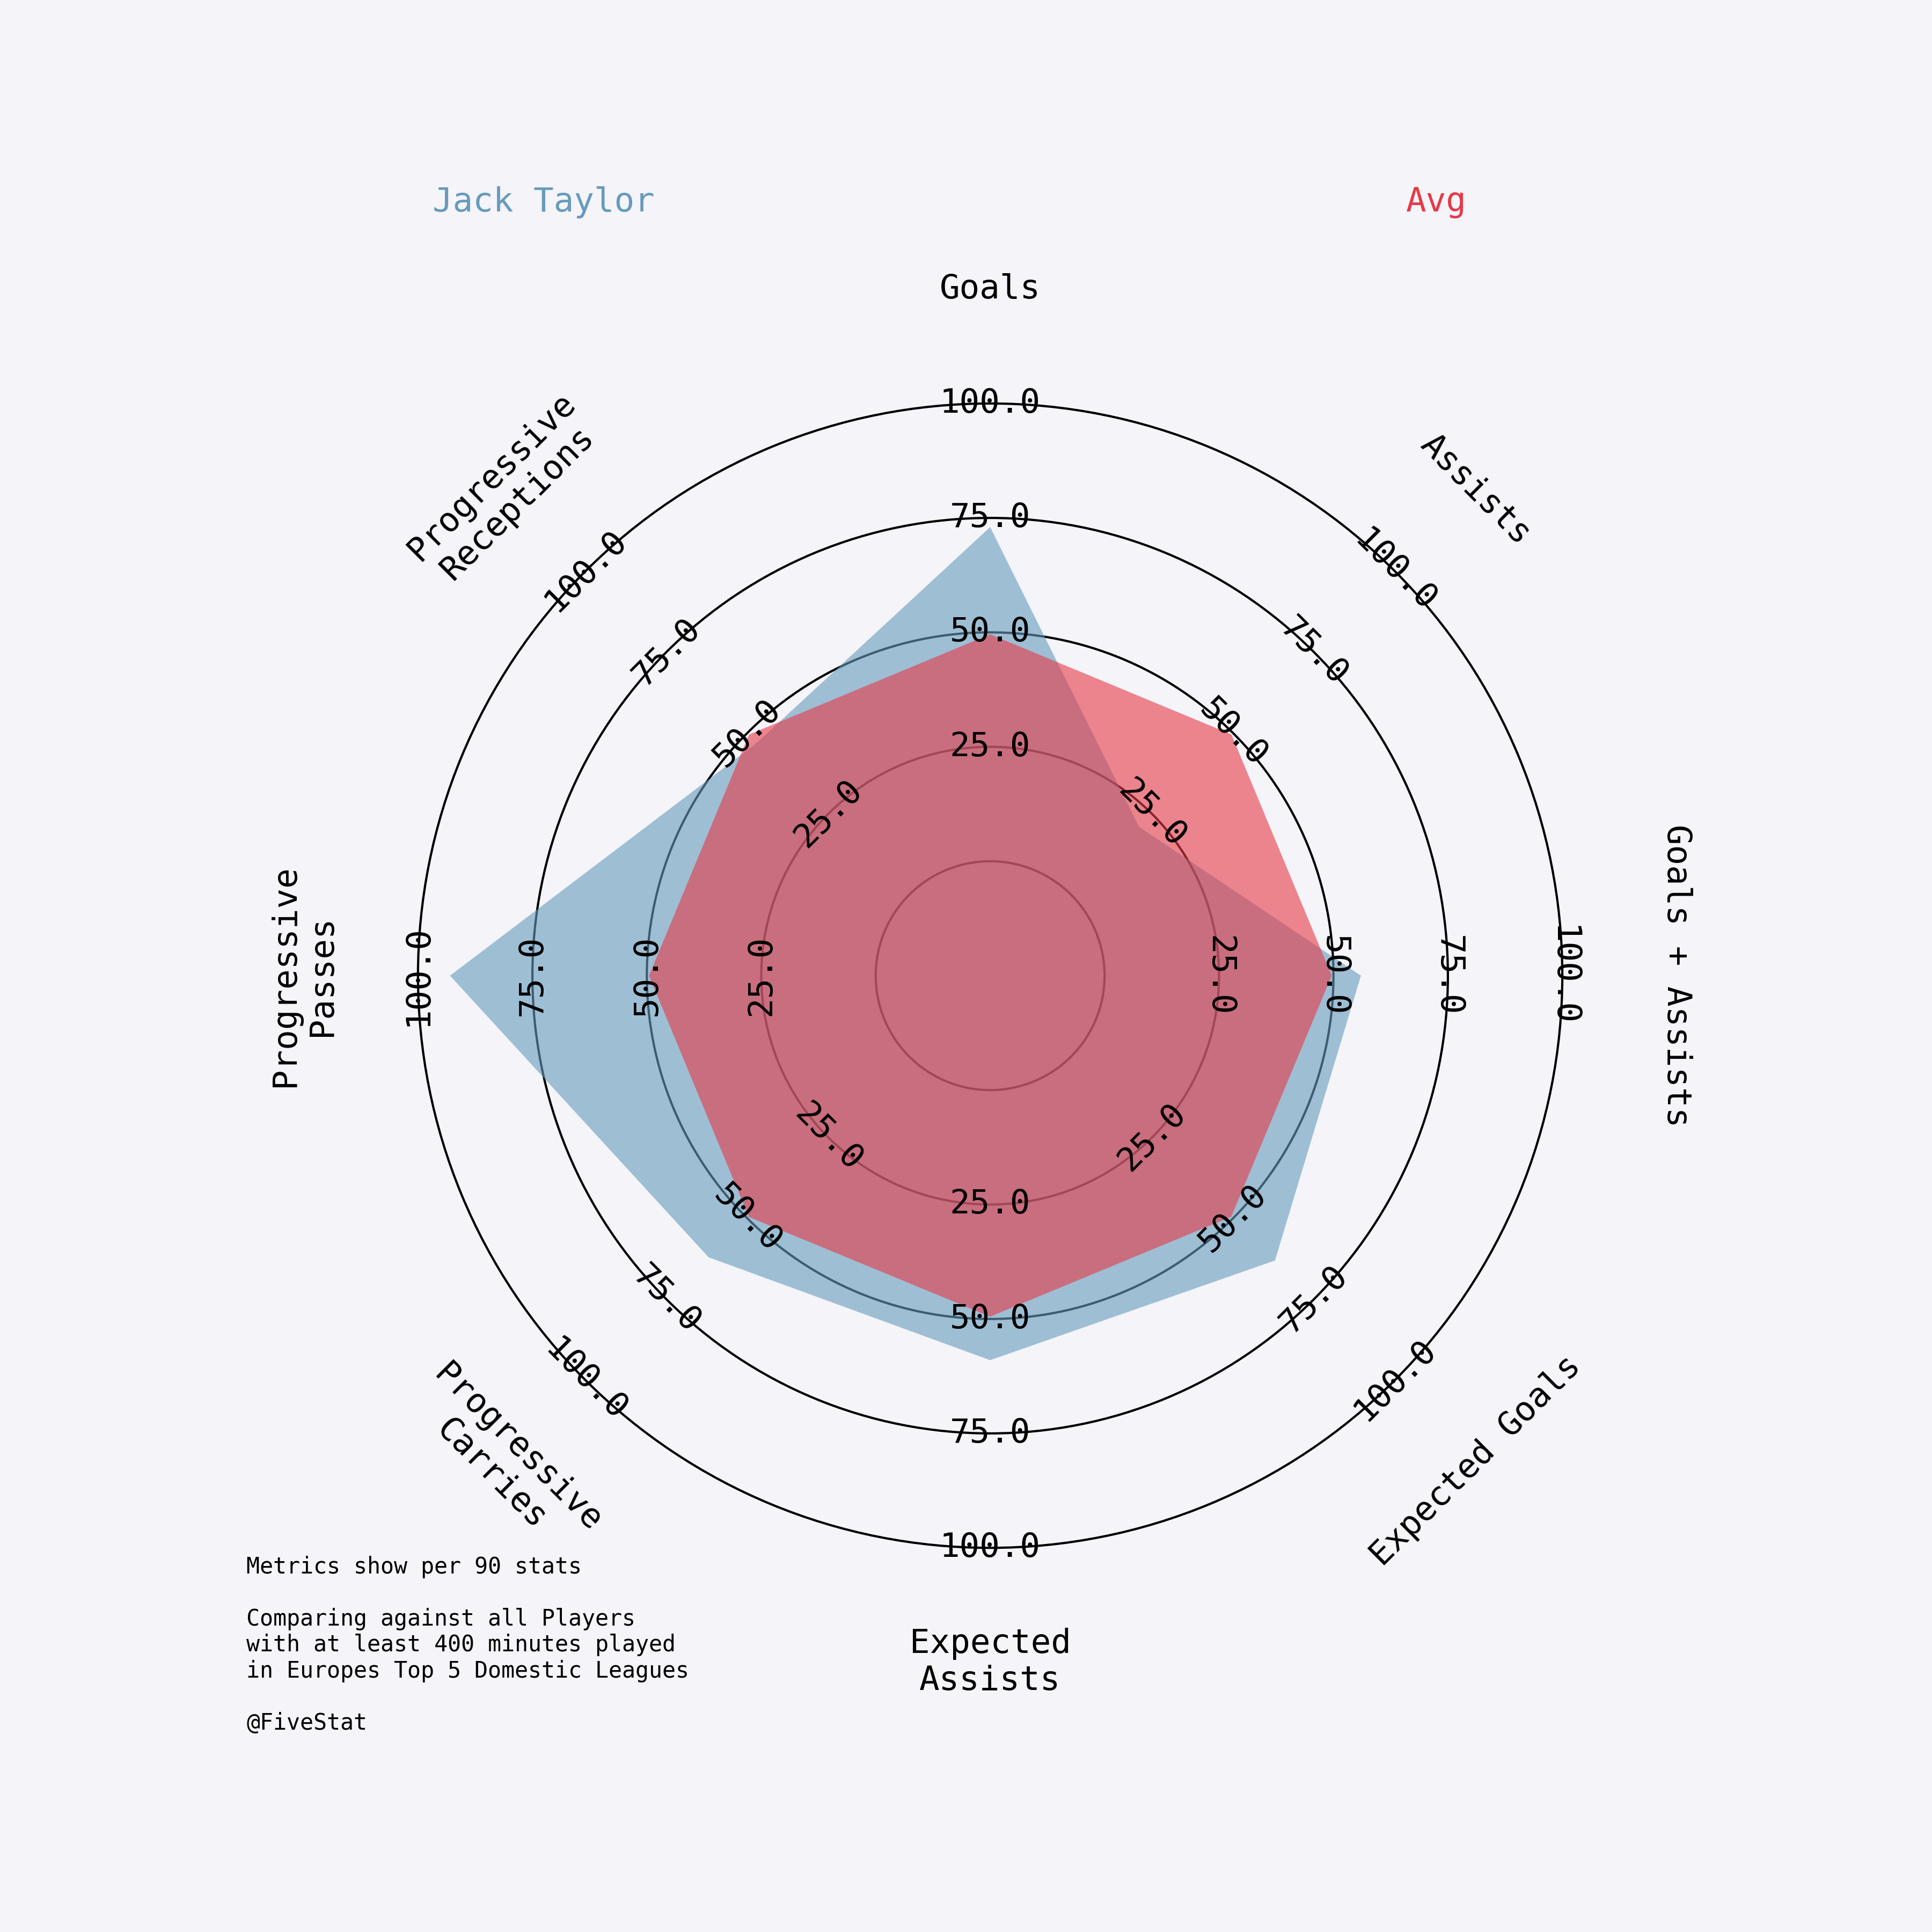 Jack Taylor
Avg
Goals
Assists
Goals + Assists
Expected Goals
Expected
Assists
Progressive
Carries
Progressive
Passes
Progressive
Receptions
25.0
50.0
75.0
100.0
25.0
50.0
75.0
100.0
25.0
50.0
75.0
100.0
25.0
50.0
75.0
100.0
25.0
50.0
75.0
100.0
25.0
50.0
75.0
100.0
25.0
50.0
75.0
100.0
25.0
50.0
75.0
100.0
Metrics show per 90 stats
Comparing against all Players
with at least 400 minutes played
in Europes Top 5 Domestic Leagues
@FiveStat